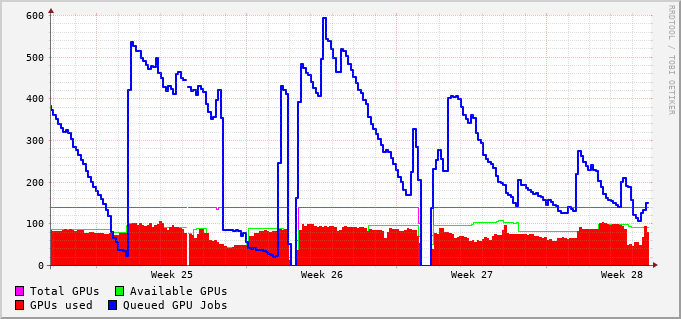 600
500
400
300
200
100
0
Week 25 Week 26 Week 27 Week 28
Total GPUs Available GPUs
GPUs used Queued GPU Jobs
RRDTOOL / TOBI OETIKER